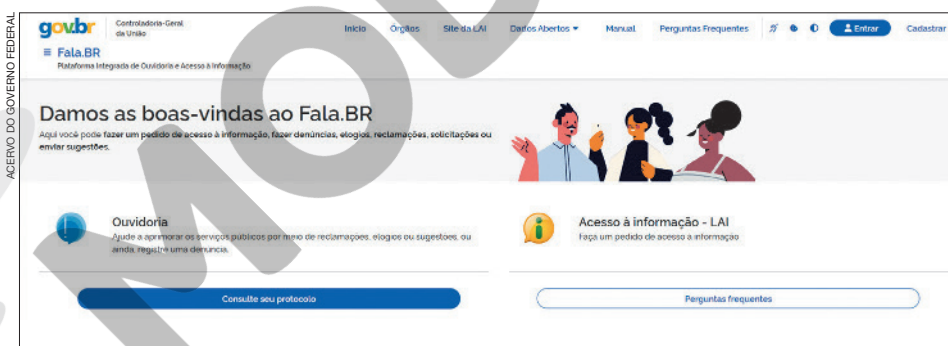 ACERVO DO GOVERNO FEDERAL
gov.br
Controladoria-Geral
da União
Início Órgãos Site da LAI Dados Abertos Manual Perguntas Frequentes Entrar Cadastrar
Fala.BR
Plataforma Integrada de Ouvidoria e Acesso à Informação
Damos as boas-vindas ao Fala.BR
Aqui você pode fazer um pedido de acesso à informação, fazer denúncias, elogios, reclamações, solicitações ou
enviar sugestões.
Ouvidoria
Ajude a aprimorar os serviços públicos por meio de reclamações, elogios ou sugestões, ou
ainda, registre uma denúncia.
Acesso à informação - LAI
Faça um pedido de acesso à informação
Consulte seu protocolo
Perguntas frequentes